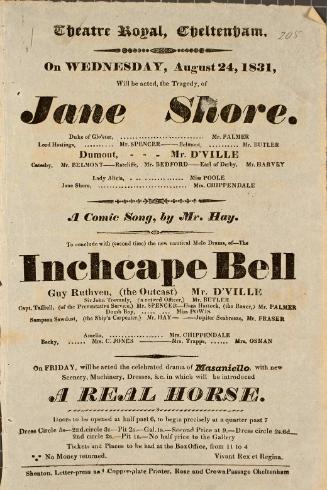 Theatre Royal, Cheltenham.
205
On WEDNESDAY, August 24, 1831,
Will be acted, the Tragedy, of
Jane Shore.
Duke of Gloster, .................... Mr. PALMER
Lord Hastings, ........ Mr. SPENCER——Belmont, ........ Mr. BUTLER
Dumont, - - - Mr. D'VILLE
Catesby, Mr. BELMONT—Ratcliffe, Mr. BEDFORD—Earl of Derby, Mr. HARVEY
Lady Alicia, .................... Miss POOLE
Jane Shore, .................... Mrs. CHIPPENDALE
A Comic Song, by Mr. Hay.
To conclude with (second time) the new nautical Melo Drama, of—The
Inchcape Bell
Guy Ruthven, (the Outcast) Mr. D'VILLE
Sir John Trevanly, (a retired Officer,) Mr. BUTLER
Capt. Taffrail, (of the Preventative Service,) Mr. SPENCER—Hans Hattock, (the Rover,) Mr. PALMER
Dumb Boy, ........ Miss POWIS
Sampson Sawdust, (the Ship's Carpenter,) Mr. HAY— —Jupiter Seabreeze, Mr. FRASER
Amelia, .................... Mrs. CHIPPENDALE
Becky, ...... Mrs. C. JONES ——Mrs. Trapps, ...... Mrs. OSMAN
On FRIDAY, will be acted the celebrated drama of Masaniello, with new
Scenery, Machinery, Dresses, &c. in which will be introduced
A REAL HORSE.
Doors to be opened at half past 6, to begin precisely at a quarter past 7
Dress Circle 5s—2nd. circle 3s—Pit 2s—Gal. 1s—Second Price at 9.—Dress circle 2s.6d
2nd circle 2s.—Pit 1s—No half price to the Gallery
Tickets and Places to be had at the Box Office, from 11 to 4
No Money returned. Vivant Rex et Regina.
Shenton, Letter-press and Copper-plate Printer, Rose and Crown Passage Cheltenham